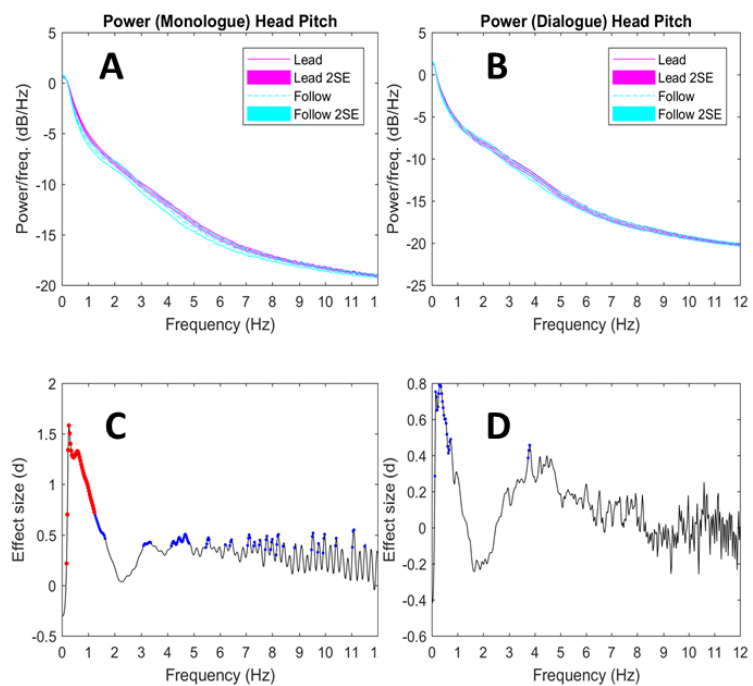 Power (Monologue) Head Pitch
A
Lead
Lead 2SE
Follow
Follow 2SE
5
0
-5
-10
-15
-20
Power/freq. (dB/Hz)
0 1 2 3 4 5 6 7 8 9 10 11 1
Frequency (Hz)
Power (Dialogue) Head Pitch
B
Lead
Lead 2SE
Follow
Follow 2SE
5
0
-5
-10
-15
-20
-25
Power/freq. (dB/Hz)
0 1 2 3 4 5 6 7 8 9 10 11 12
Frequency (Hz)
C
2
1.5
1
0.5
0
-0.5
Effect size (d)
0 1 2 3 4 5 6 7 8 9 10 11 1
Frequency (Hz)
D
0.8
0.6
0.4
0.2
0
-0.2
-0.4
-0.6
Effect size (d)
0 1 2 3 4 5 6 7 8 9 10 11 12
Frequency (Hz)